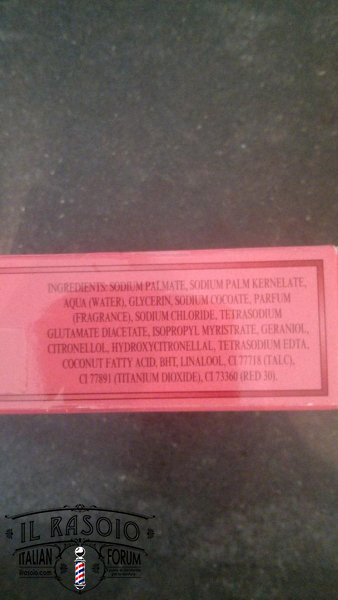 INGREDIENTS: SODIUM PALMATE, SODIUM PALM KERNELATE,
AQUA (WATER), GLYCERIN, SODIUM COCOATE, PARFUM
(FRAGRANCE), SODIUM CHLORIDE, TETRASODIUM
GLUTAMATE DIACETATE, ISOPROPYL MYRISTRATE, GERANIOL,
CITRONELLOL, HYDROXYCITRONELLAL, TETRASODIUM EDTA,
COCONUT FATTY ACID, BHT, LINALOOL, CI 77718 (TALC),
CI 77891 (TITANIUM DIOXIDE), CI 73360 (RED 30).
IL RASOIO
ITALIAN FORUM
ilrasoio.com